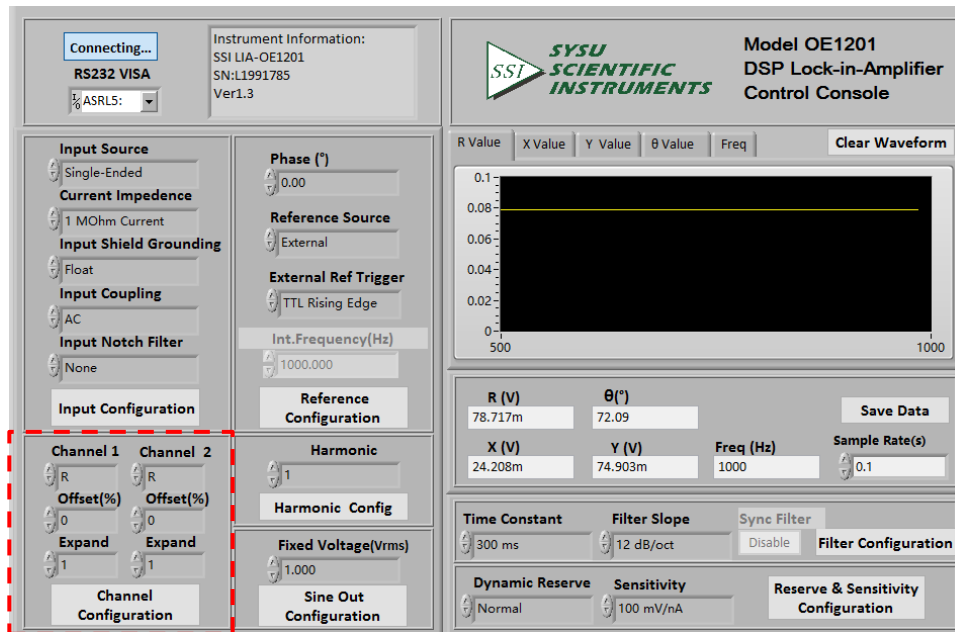 Connecting...
RS232 VISA
I/O ASRL5:
Instrument Information:
SSI LIA-OE1201
SN:L1991785
Ver1.3
SSI
SYSU
SCIENTIFIC
INSTRUMENTS
Model OE1201
DSP Lock-in-Amplifier
Control Console
Input Source
Single-Ended
Current Impedence
1 MOhm Current
Input Shield Grounding
Float
Input Coupling
AC
Input Notch Filter
None
Input Configuration
Phase (°)
0.00
Reference Source
External
External Ref Trigger
TTL Rising Edge
Int.Frequency(Hz)
1000.000
Reference
Configuration
R Value X Value Y Value θ Value Freq
Clear Waveform
0.1
0.08
0.06
0.04
0.02
0
500 1000
Channel 1 Channel 2
R R
Offset(%) Offset(%)
0 0
Expand Expand
1 1
Channel
Configuration
Harmonic
1
Harmonic Config
Fixed Voltage(Vrms)
1.000
Sine Out
Configuration
R (V) θ(°)
78.717m 72.09
Save Data
X (V) Y (V) Freq (Hz) Sample Rate(s)
24.208m 74.903m 1000 0.1
Time Constant Filter Slope Sync Filter
300 ms 12 dB/oct Disable Filter Configuration
Dynamic Reserve Sensitivity
Normal 100 mV/nA
Reserve & Sensitivity
Configuration